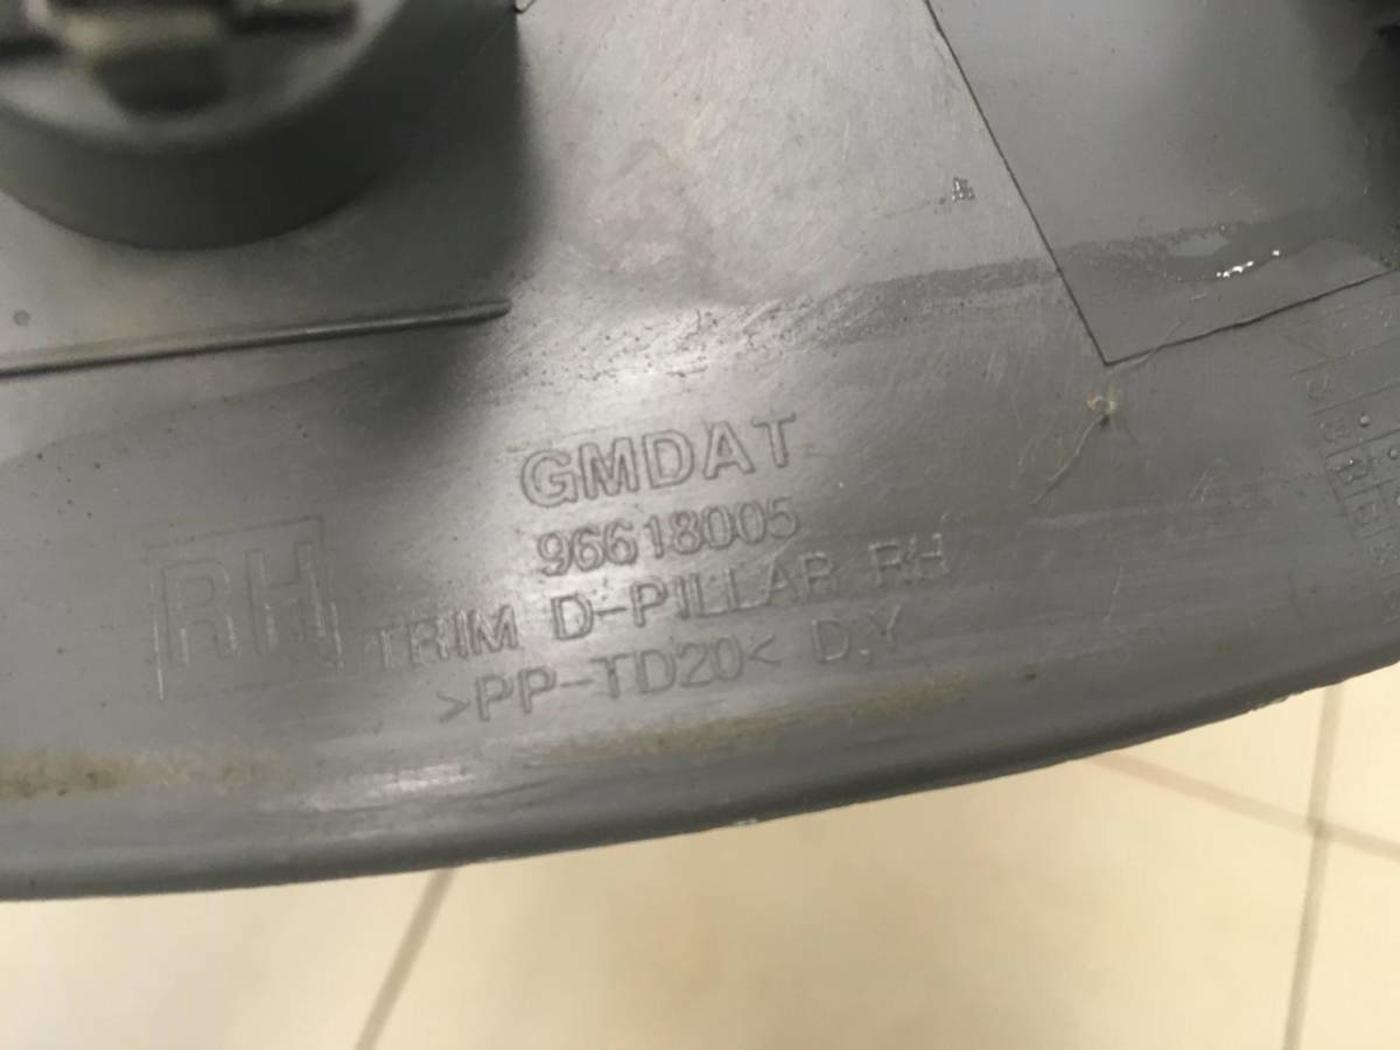 GMDAT
96618005
RH
TRIM D-PILLAR RH
>PP-TD20< D.Y